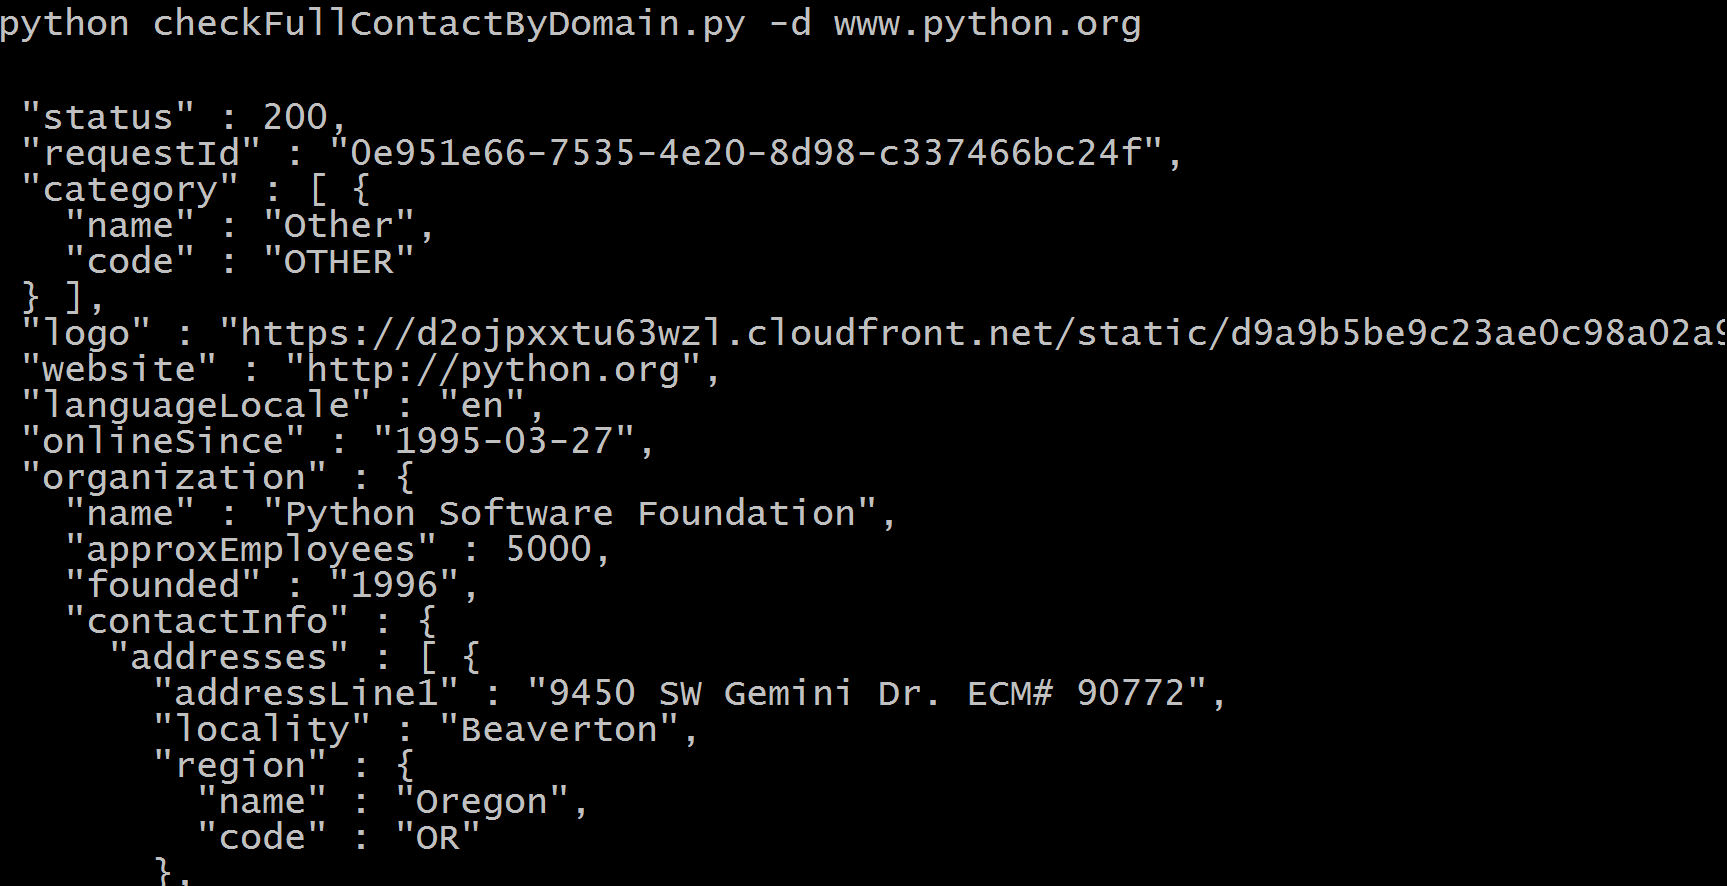 python checkFullContactByDomain.py -d www.python.org
"status" : 200,
"requestId" : "0e951e66-7535-4e20-8d98-c337466bc24f",
"category" : [ {
"name" : "Other",
"code" : "OTHER"
} ],
"logo" : "https://d2ojpxxtu63wzl.cloudfront.net/static/d9a9b5be9c23ae0c98a02a9
"website" : "http://python.org",
"languageLocale" : "en",
"onlineSince" : "1995-03-27",
"organization" : {
"name" : "Python Software Foundation",
"approxEmployees" : 5000,
"founded" : "1996",
"contactInfo" : {
"addresses" : [ {
"addressLine1" : "9450 SW Gemini Dr. ECM# 90772",
"locality" : "Beaverton",
"region" : {
"name" : "Oregon",
"code" : "OR"
},